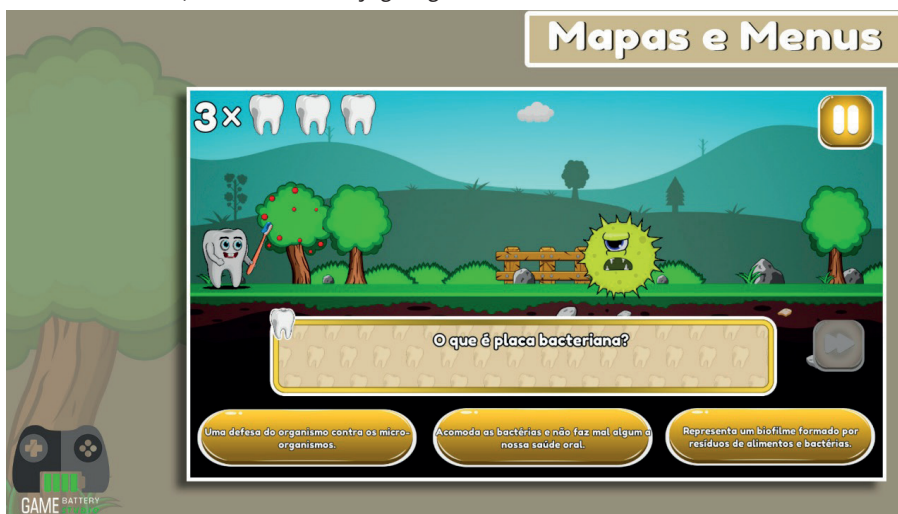 Mapas e Menus
3x
O que é placa bacteriana?
Uma defesa do organismo contra os micro-
organismos.
Acomoda as bactérias e não faz mal algum a
nossa saúde oral.
Representa um biofilme formado por
resíduos de alimentos e bactérias.
GAME BATTERY